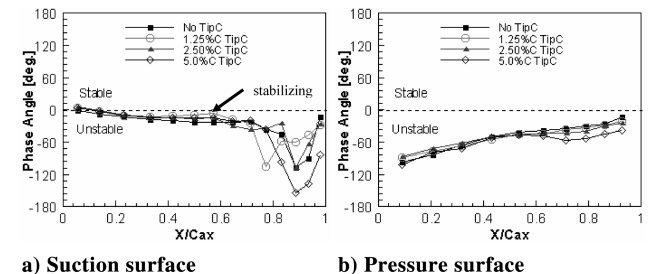 180
120
60
0
-60
-120
-180
Phase Angle [deg.]
No TipC
1.25%C TipC
2.50%C TipC
5.0%C TipC
stabilizing
Stable
Unstable
0
0.2
0.4
0.6
0.8
1
X/Cax
180
120
60
0
-60
-120
-180
Phase Angle [deg.]
No TipC
1.25%C TipC
2.50%C TipC
5.0%C TipC
Stable
Unstable
0
0.2
0.4
0.6
0.8
1
X/Cax
a) Suction surface
b) Pressure surface